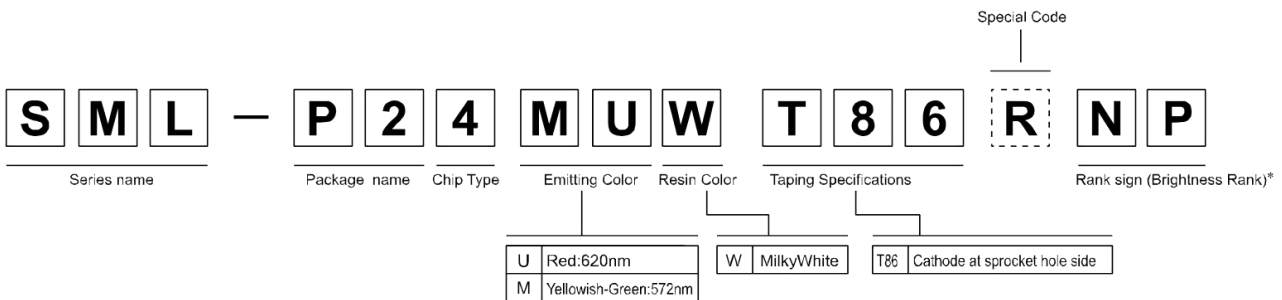 Special Code
S M L — P 2 4 M U W T 8 6 R N P
Series name Package name Chip Type Emitting Color Resin Color Taping Specifications Rank sign (Brightness Rank)*
U Red:620nm W MilkyWhite T86 Cathode at sprocket hole side
M Yellowish-Green:572nm